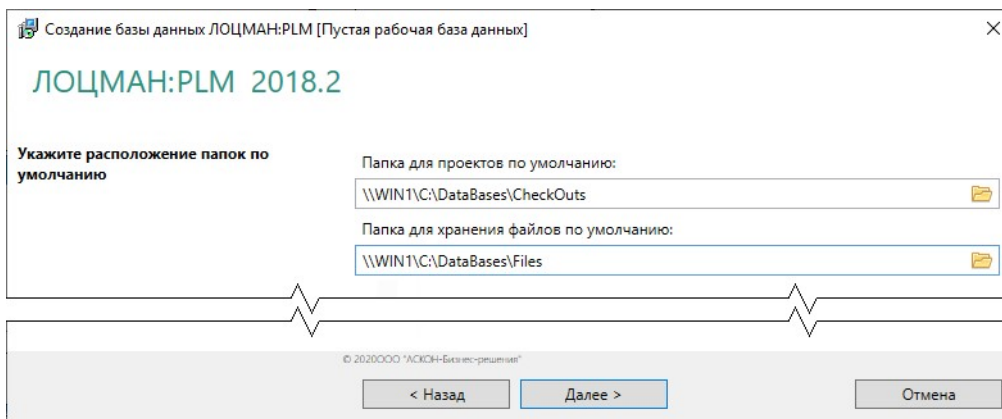 Создание базы данных ЛОЦМАН:PLM [Пустая рабочая база данных]
ЛОЦМАН:PLM 2018.2
Укажите расположение папок по
умолчанию
Папка для проектов по умолчанию:
\\WIN1\C:\DataBases\CheckOuts
Папка для хранения файлов по умолчанию:
\\WIN1\C:\DataBases\Files
© 2020ООО "АСКОН-Бизнес-решения"
< Назад
Далее >
Отмена